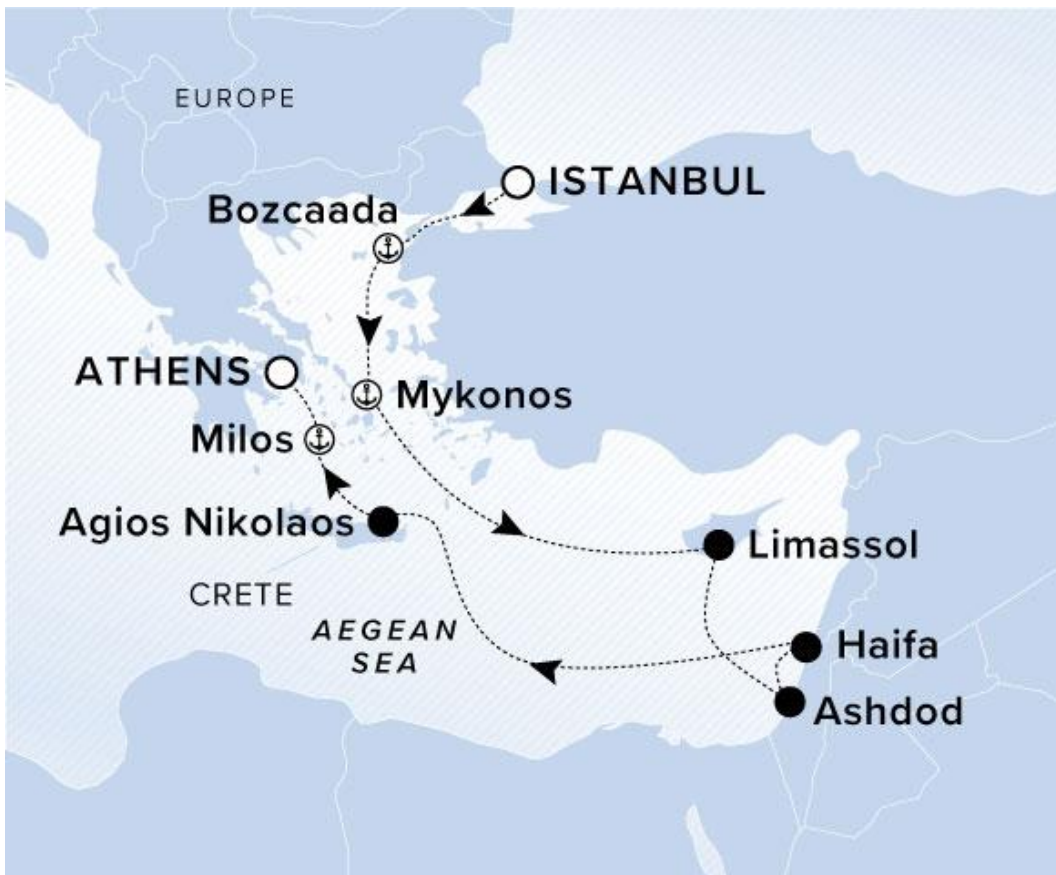 EUROPE
ISTANBUL
Bozcaada
ATHENS
Mykonos
Milos
Agios Nikolaos
Limassol
CRETE
AEGEAN
SEA
Haifa
Ashdod